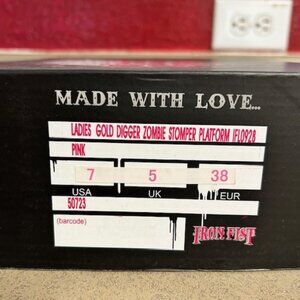 MADE WITH LOVE...
LADIES GOLD DIGGER ZOMBIE STOMPER PLATFORM IFL0928
PINK
7 5 38
USA UK EUR
50723
(barcode)
IRON FIST